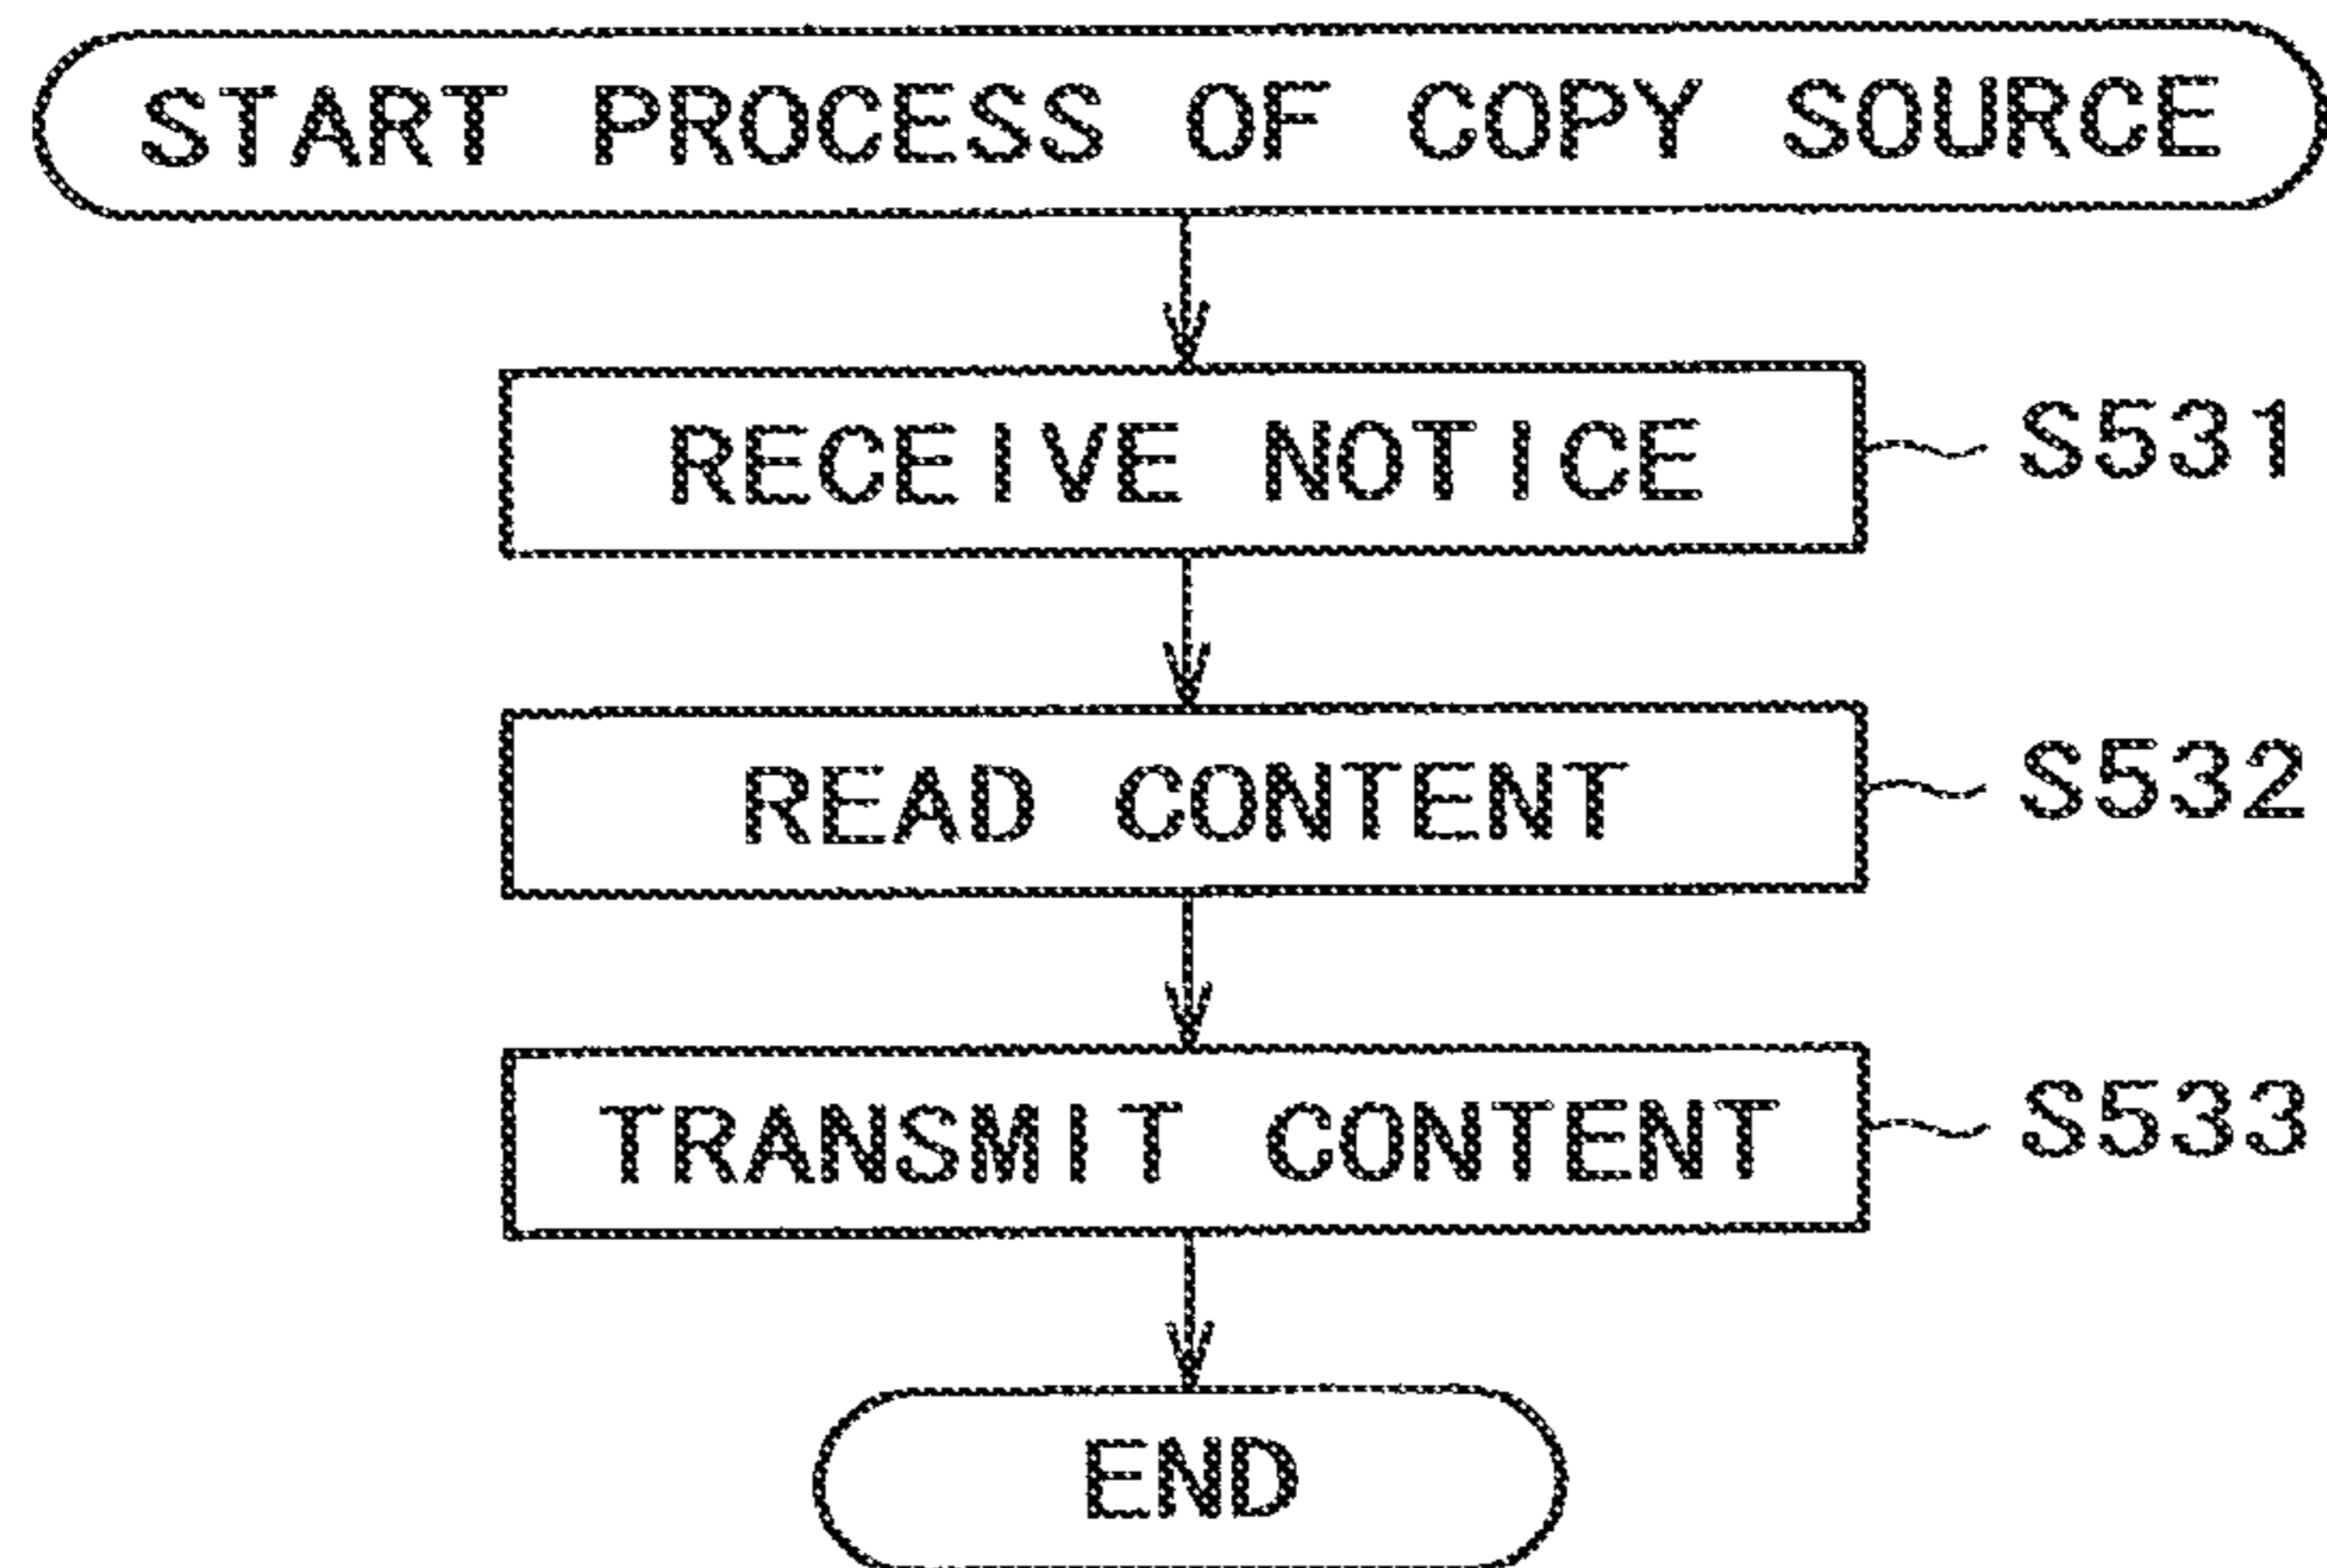 START PROCESS OF COPY SOURCE
RECEIVE NOTICE S531
READ CONTENT S532
TRANSMIT CONTENT S533
END